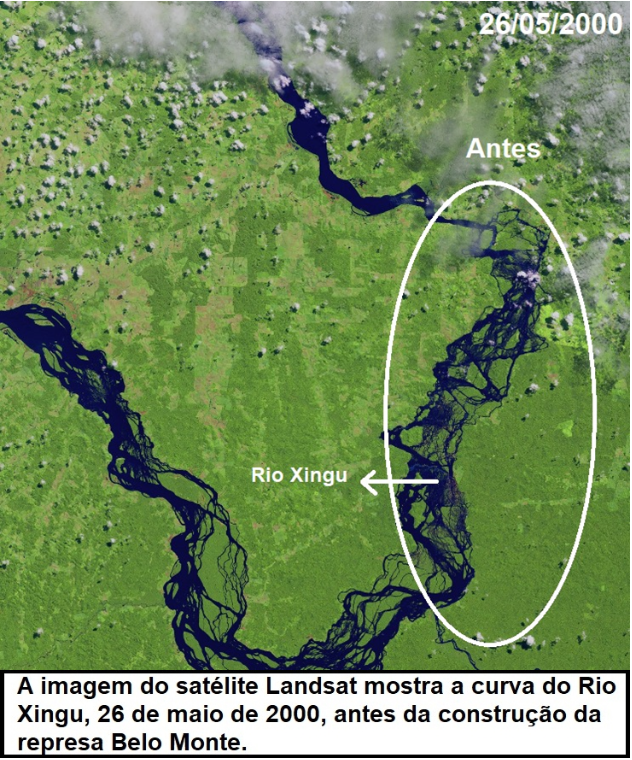 26/05/2000
Antes
Rio Xingu
A imagem do satélite Landsat mostra a curva do Rio
Xingu, 26 de maio de 2000, antes da construção da
represa Belo Monte.